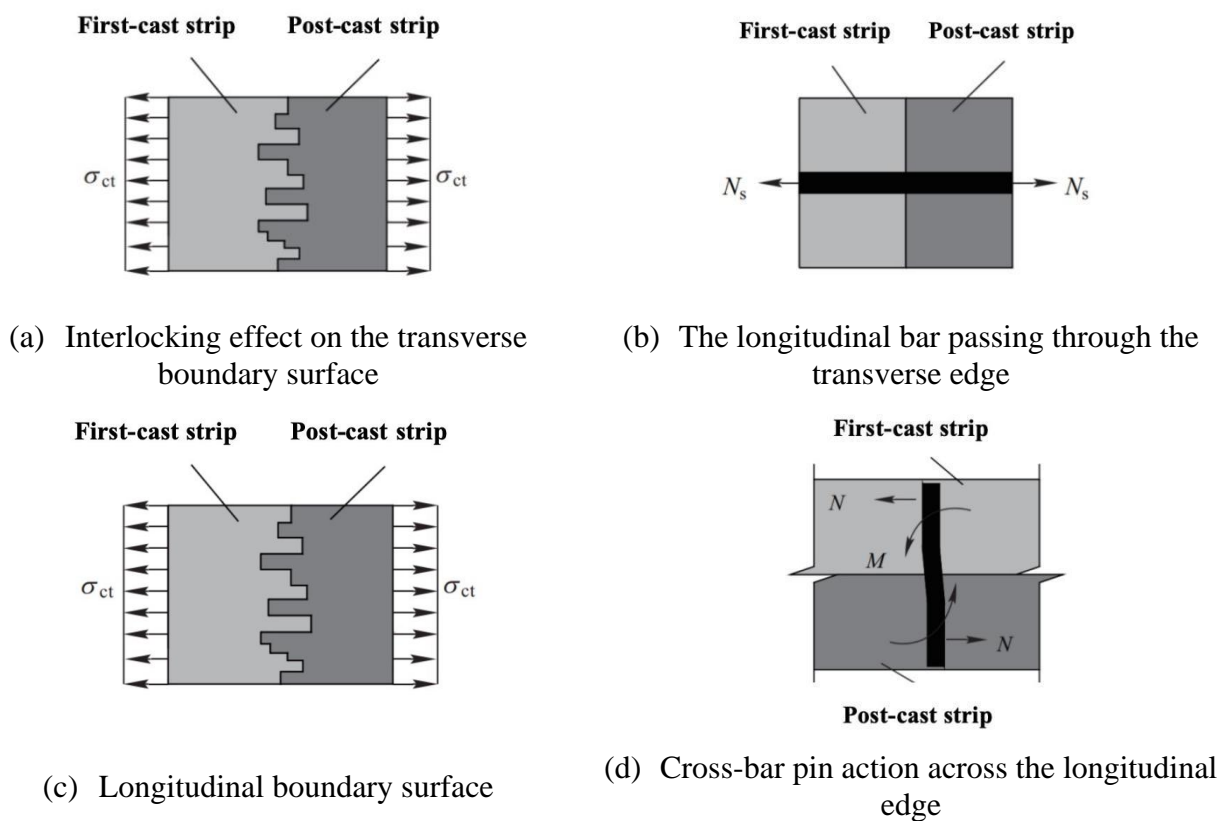 First-cast strip Post-cast strip
σct σct
(a) Interlocking effect on the transverse
boundary surface
First-cast strip Post-cast strip
Ns Ns
(b) The longitudinal bar passing through the
transverse edge
First-cast strip Post-cast strip
σct σct
(c) Longitudinal boundary surface
First-cast strip
N
M
N
Post-cast strip
(d) Cross-bar pin action across the longitudinal
edge